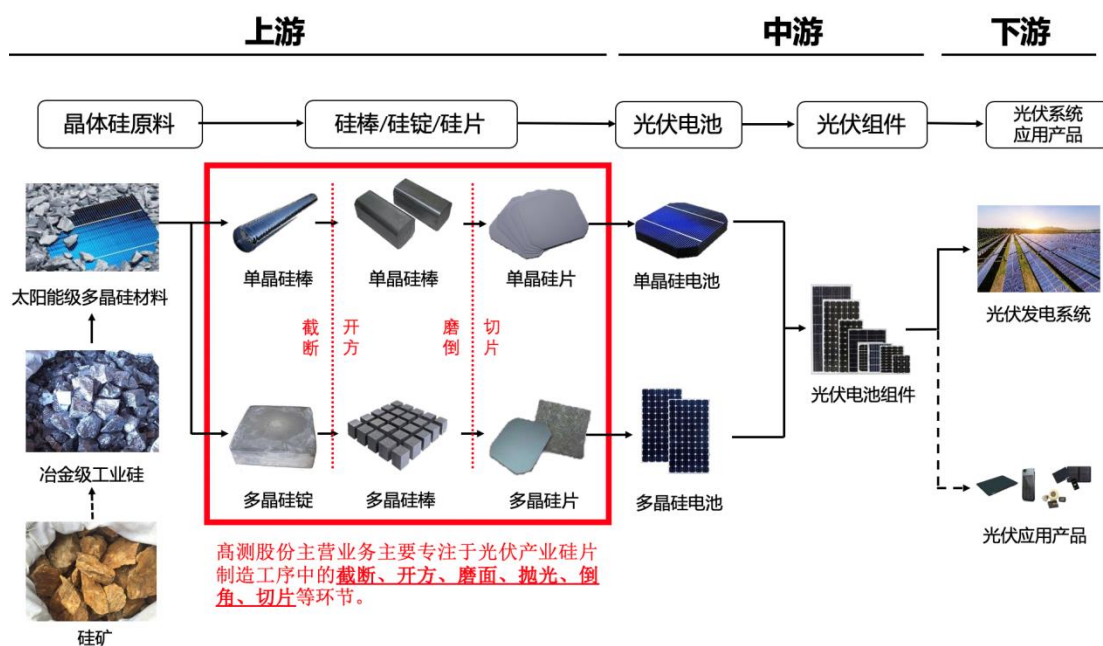 上游
中游
下游
晶体硅原料
硅棒/硅锭/硅片
光伏电池
光伏组件
光伏系统
应用产品
单晶硅棒
单晶硅棒
单晶硅片
单晶硅电池
太阳能级多晶硅材料
光伏发电系统
截断
开方
磨倒
切片
光伏电池组件
冶金级工业硅
多晶硅锭
多晶硅棒
多晶硅片
多晶硅电池
光伏应用产品
高测股份主营业务主要专注于光伏产业硅片
制造工序中的截断、开方、磨面、抛光、倒
角、切片等环节。
硅矿